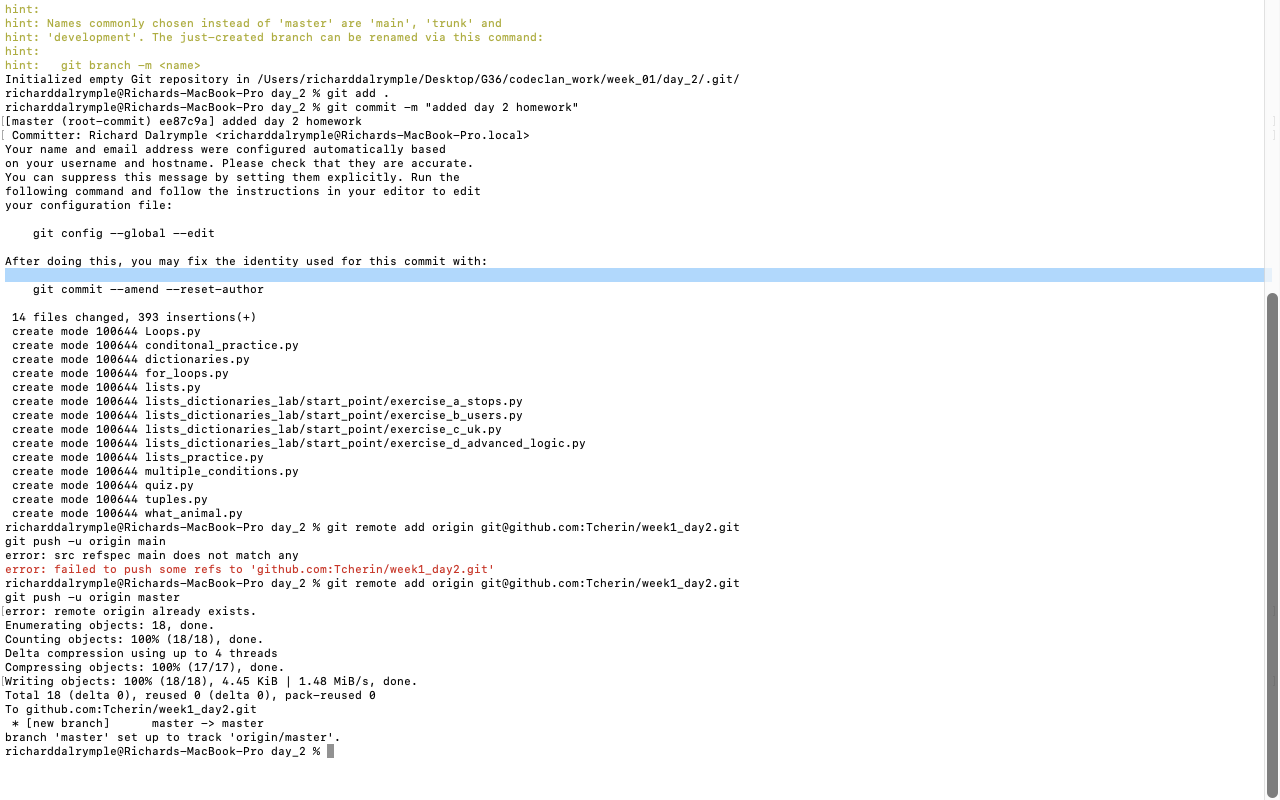 hint:
hint: Names commonly chosen instead of 'master' are 'main', 'trunk' and
hint: 'development'. The just-created branch can be renamed via this command:
hint:
hint:   git branch -m <name>
Initialized empty Git repository in /Users/richarddalrymple/Desktop/G36/codeclan_work/week_01/day_2/.git/
richarddalrymple@Richards-MacBook-Pro day_2 % git add .
richarddalrymple@Richards-MacBook-Pro day_2 % git commit -m "added day 2 homework"
[master (root-commit) ee87c9a] added day 2 homework
 Committer: Richard Dalrymple <richarddalrymple@Richards-MacBook-Pro.local>
Your name and email address were configured automatically based
on your username and hostname. Please check that they are accurate.
You can suppress this message by setting them explicitly. Run the
following command and follow the instructions in your editor to edit
your configuration file:

    git config --global --edit

After doing this, you may fix the identity used for this commit with:

    git commit --amend --reset-author

 14 files changed, 393 insertions(+)
 create mode 100644 Loops.py
 create mode 100644 conditonal_practice.py
 create mode 100644 dictionaries.py
 create mode 100644 for_loops.py
 create mode 100644 lists.py
 create mode 100644 lists_dictionaries_lab/start_point/exercise_a_stops.py
 create mode 100644 lists_dictionaries_lab/start_point/exercise_b_users.py
 create mode 100644 lists_dictionaries_lab/start_point/exercise_c_uk.py
 create mode 100644 lists_dictionaries_lab/start_point/exercise_d_advanced_logic.py
 create mode 100644 lists_practice.py
 create mode 100644 multiple_conditions.py
 create mode 100644 quiz.py
 create mode 100644 tuples.py
 create mode 100644 what_animal.py
richarddalrymple@Richards-MacBook-Pro day_2 % git remote add origin git@github.com:Tcherin/week1_day2.git
git push -u origin main
error: src refspec main does not match any
error: failed to push some refs to 'github.com:Tcherin/week1_day2.git'
richarddalrymple@Richards-MacBook-Pro day_2 % git remote add origin git@github.com:Tcherin/week1_day2.git
git push -u origin master
error: remote origin already exists.
Enumerating objects: 18, done.
Counting objects: 100% (18/18), done.
Delta compression using up to 4 threads
Compressing objects: 100% (17/17), done.
Writing objects: 100% (18/18), 4.45 KiB | 1.48 MiB/s, done.
Total 18 (delta 0), reused 0 (delta 0), pack-reused 0
To github.com:Tcherin/week1_day2.git
 * [new branch]      master -> master
branch 'master' set up to track 'origin/master'.
richarddalrymple@Richards-MacBook-Pro day_2 %